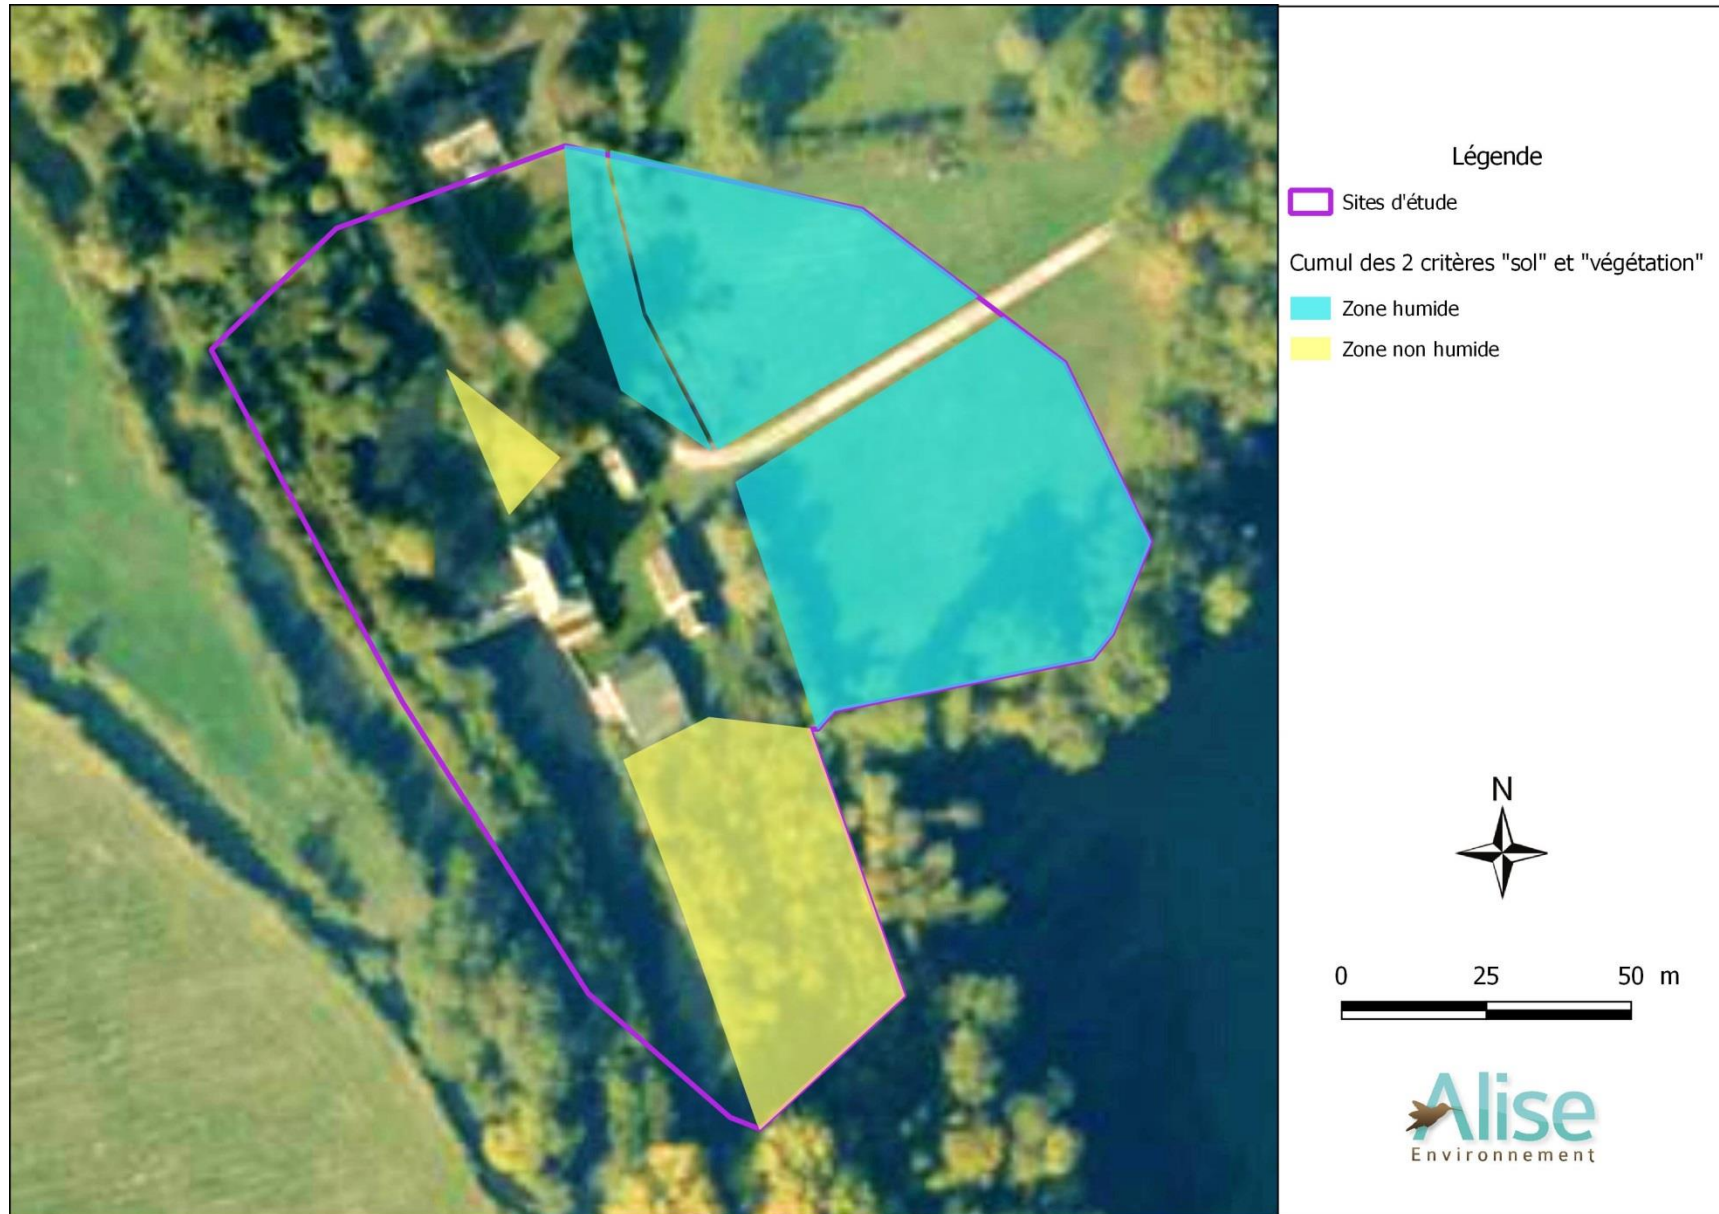 Légende
Sites d'étude
Cumul des 2 critères "sol" et "végétation"
Zone humide
Zone non humide
N
0 25 50 m
Alise
Environnement